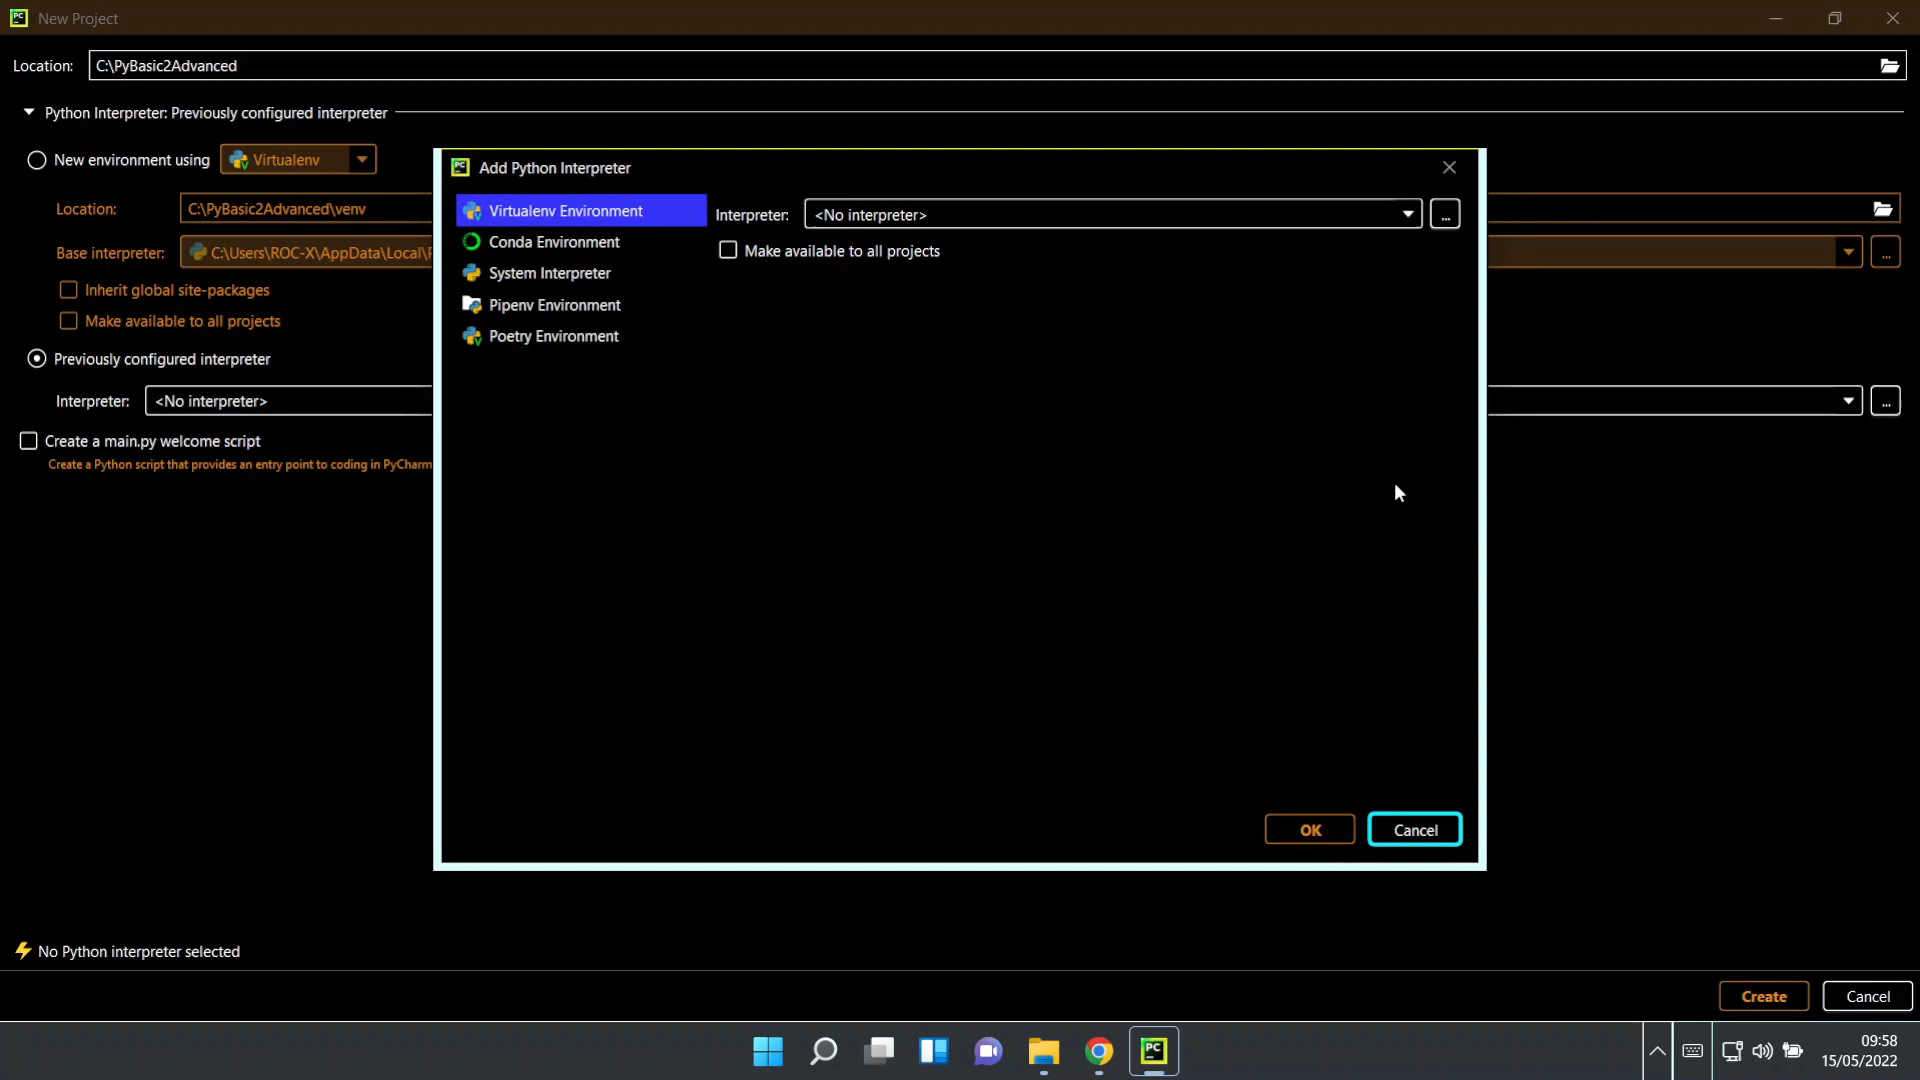 New Project
Location: C:\PyBasic2Advanced
Python Interpreter: Previously configured interpreter
New environment using Virtualenv
Location: C:\PyBasic2Advanced\venv
Base interpreter: C:\Users\ROC-X\AppData\Local\
Inherit global site-packages
Make available to all projects
Previously configured interpreter
Interpreter: <No interpreter>
...
...
Create a main.py welcome script
Create a Python script that provides an entry point to coding in PyCharm
Add Python Interpreter
Virtualenv Environment
Conda Environment
System Interpreter
Pipenv Environment
Poetry Environment
Interpreter: <No interpreter> ...
Make available to all projects
OK Cancel
No Python interpreter selected
Create Cancel
PC
09:58
15/05/2022